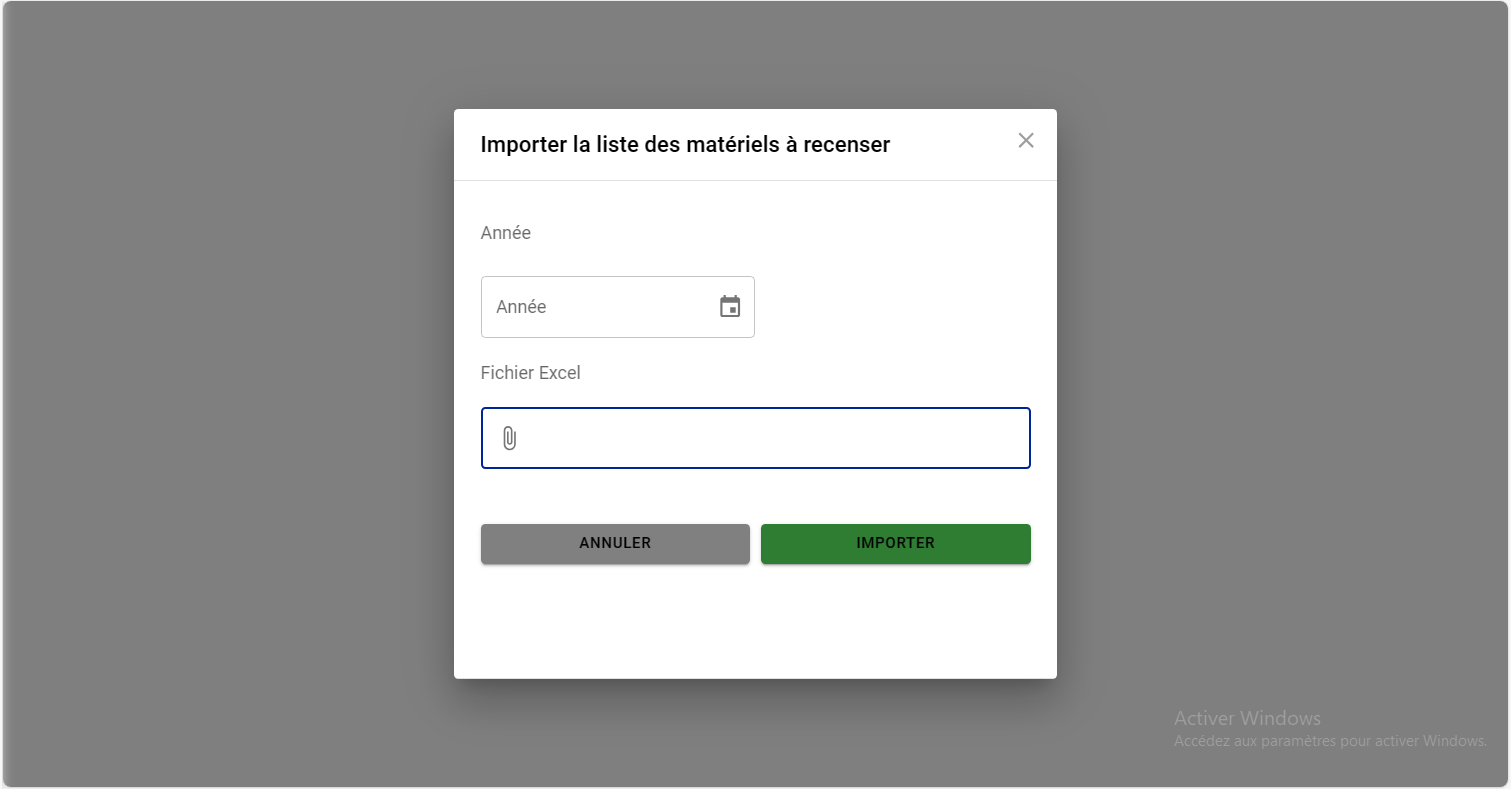 Importer la liste des matériels à recenser
Année
Année
Fichier Excel
ANNULER
IMPORTER
Activer Windows
Accédez aux paramètres pour activer Windows.